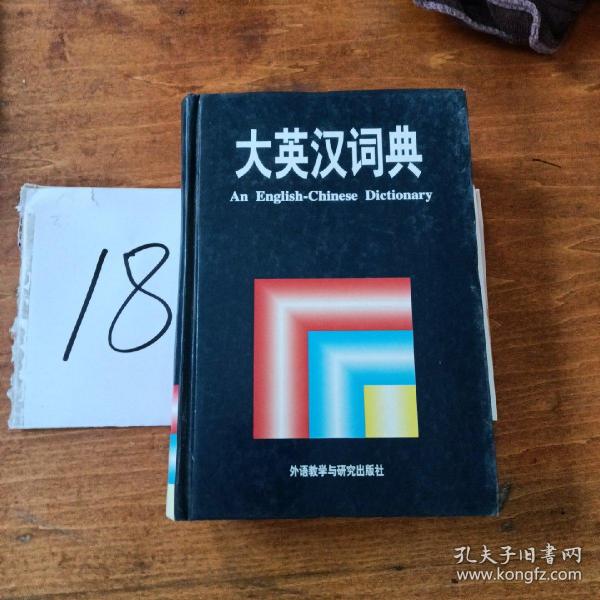 大英汉词典
An English-Chinese Dictionary
18
外语教学与研究出版社
孔夫子旧书网
www.kongfz.com